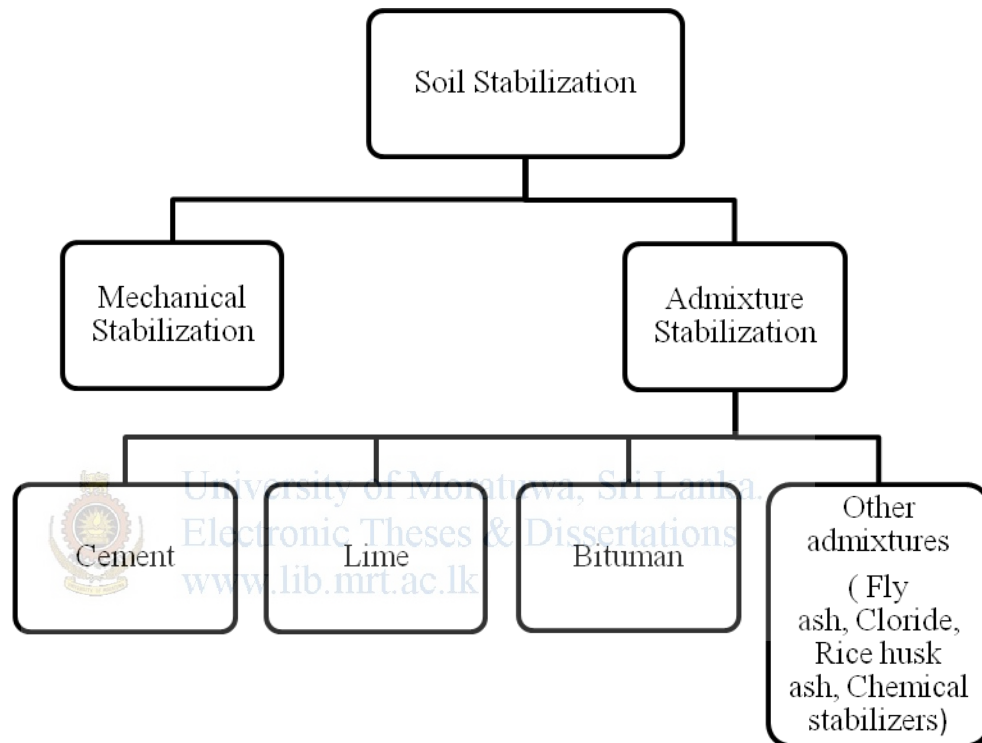 Soil Stabilization
Mechanical
Stabilization
Admixture
Stabilization
University of Moratuwa, Sri Lanka.
Electronic Theses & Dissertations
www.lib.mrt.ac.lk
Cement
Lime
Bituman
Other
admixtures
( Fly
ash, Cloride,
Rice husk
ash, Chemical
stabilizers)